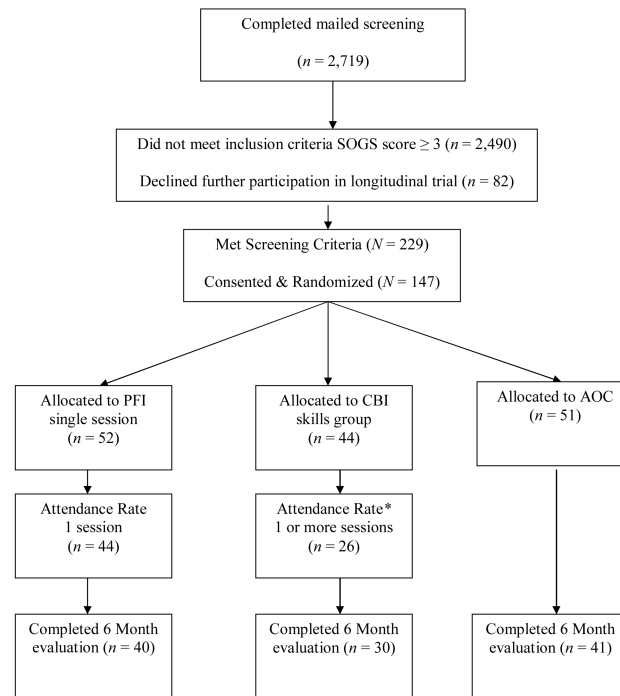 Completed mailed screening
(n = 2,719)
Did not meet inclusion criteria SOGS score ≥ 3 (n = 2,490)
Declined further participation in longitudinal trial (n = 82)
Met Screening Criteria (N = 229)
Consented & Randomized (N = 147)
Allocated to PFI
single session
(n = 52)
Allocated to CBI
skills group
(n = 44)
Allocated to AOC
(n = 51)
Attendance Rate
1 session
(n = 44)
Attendance Rate*
1 or more sessions
(n = 26)
Completed 6 Month
evaluation (n = 40)
Completed 6 Month
evaluation (n = 30)
Completed 6 Month
evaluation (n = 41)